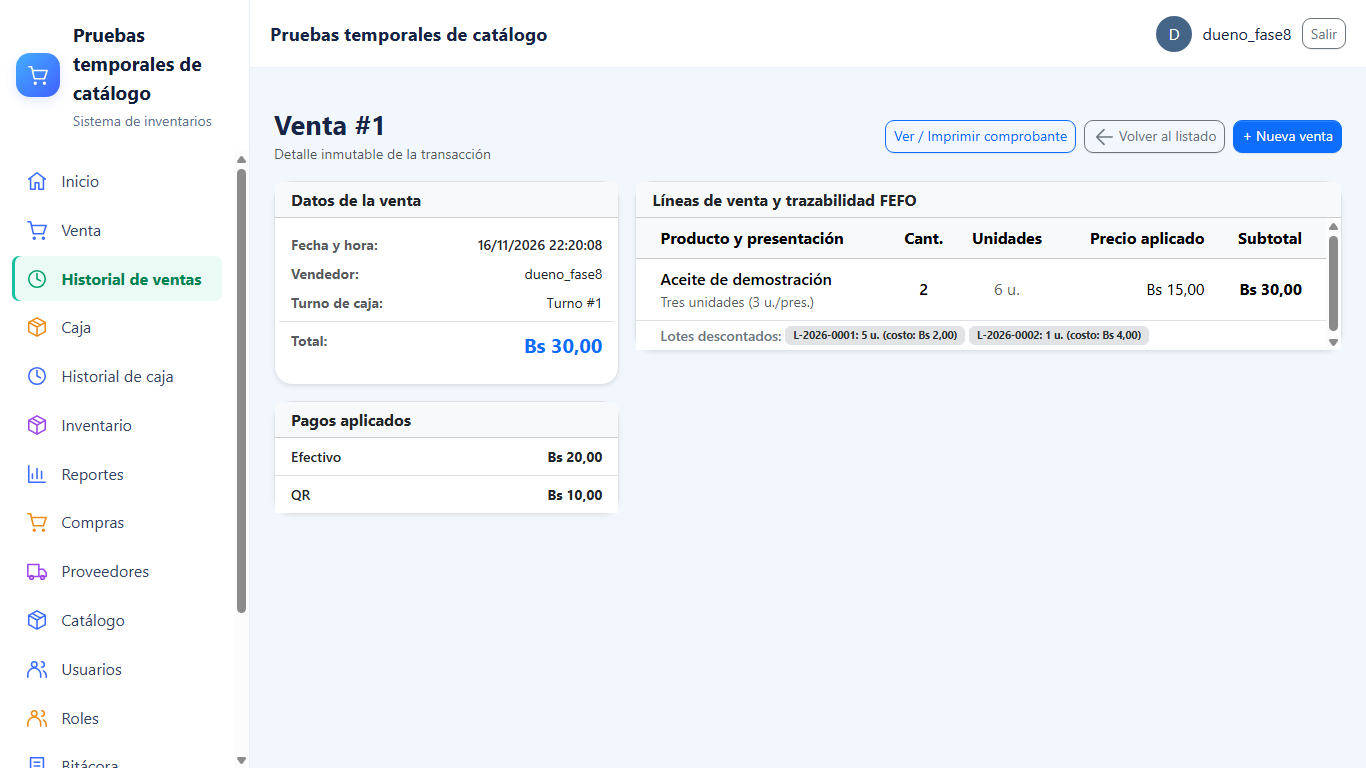 Pruebas
temporales de
catálogo
Sistema de inventarios
Inicio
Venta
Historial de ventas
Caja
Historial de caja
Inventario
Reportes
Compras
Proveedores
Catálogo
Usuarios
Roles
Bitácora
Pruebas temporales de catálogo
D dueno_fase8 Salir
Venta #1
Detalle inmutable de la transacción
Ver / Imprimir comprobante Volver al listado + Nueva venta
Datos de la venta
Fecha y hora: 16/11/2026 22:20:08
Vendedor: dueno_fase8
Turno de caja: Turno #1
Total: Bs 30,00
Pagos aplicados
Efectivo Bs 20,00
QR Bs 10,00
Líneas de venta y trazabilidad FEFO
Producto y presentación Cant. Unidades Precio aplicado Subtotal
Aceite de demostración 2 6 u. Bs 15,00 Bs 30,00
Tres unidades (3 u./pres.)
Lotes descontados: L-2026-0001: 5 u. (costo: Bs 2,00) L-2026-0002: 1 u. (costo: Bs 4,00)